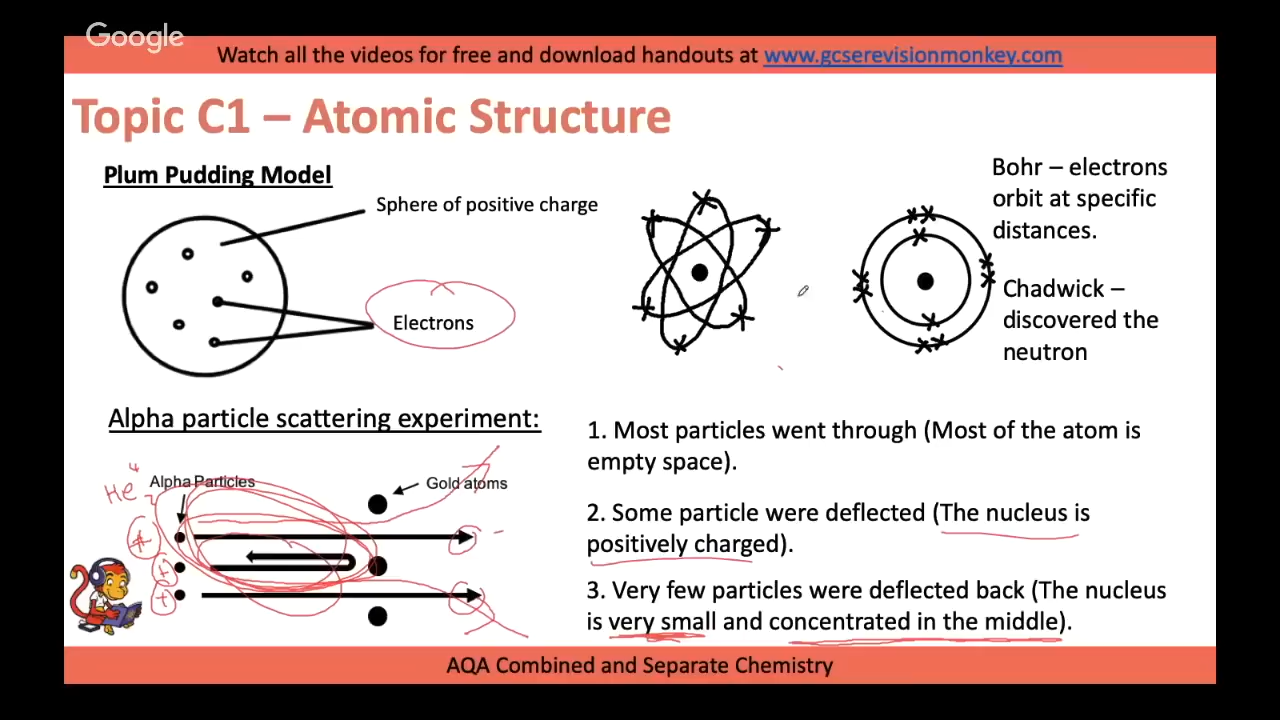 Google
Watch all the videos for free and download handouts at www.gcserevisionmonkey.com
Topic C1 – Atomic Structure
Plum Pudding Model
Sphere of positive charge
Electrons
Bohr – electrons
orbit at specific
distances.
Chadwick –
discovered the
neutron
Alpha particle scattering experiment:
He
Alpha Particles
Gold atoms
+
+
+
1. Most particles went through (Most of the atom is
empty space).
2. Some particle were deflected (The nucleus is
positively charged).
3. Very few particles were deflected back (The nucleus
is very small and concentrated in the middle).
AQA Combined and Separate Chemistry